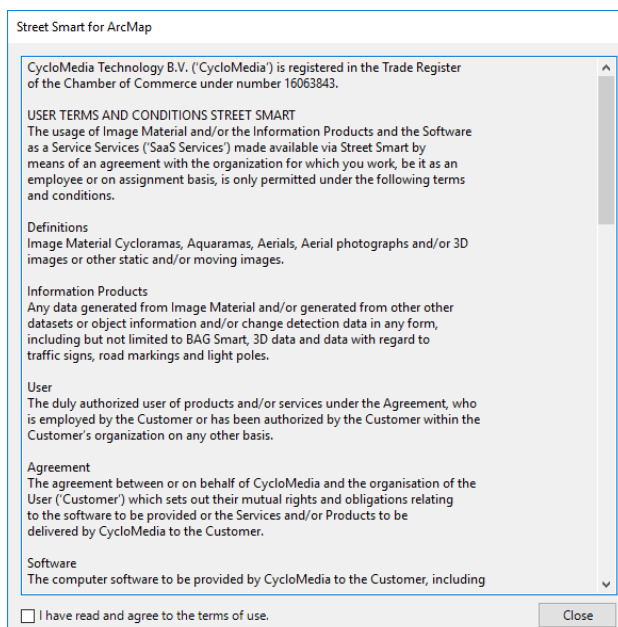 Street Smart for ArcMap
CycloMedia Technology B.V. ('CycloMedia') is registered in the Trade Register
of the Chamber of Commerce under number 16063843.
USER TERMS AND CONDITIONS STREET SMART
The usage of Image Material and/or the Information Products and the Software
as a Service Services ('SaaS Services') made available via Street Smart by
means of an agreement with the organization for which you work, be it as an
employee or on assignment basis, is only permitted under the following terms
and conditions.
Definitions
Image Material Cycloramas, Aquaramas, Aerials, Aerial photographs and/or 3D
images or other static and/or moving images.
Information Products
Any data generated from Image Material and/or generated from other other
datasets or object information and/or change detection data in any form,
including but not limited to BAG Smart, 3D data and data with regard to
traffic signs, road markings and light poles.
User
The duly authorized user of products and/or services under the Agreement, who
is employed by the Customer or has been authorized by the Customer within the
Customer's organization on any other basis.
Agreement
The agreement between or on behalf of CycloMedia and the organisation of the
User ('Customer') which sets out their mutual rights and obligations relating
to the software to be provided or the Services and/or Products to be
delivered by CycloMedia to the Customer.
Software
The computer software to be provided by CycloMedia to the Customer, including
I have read and agree to the terms of use.
Close